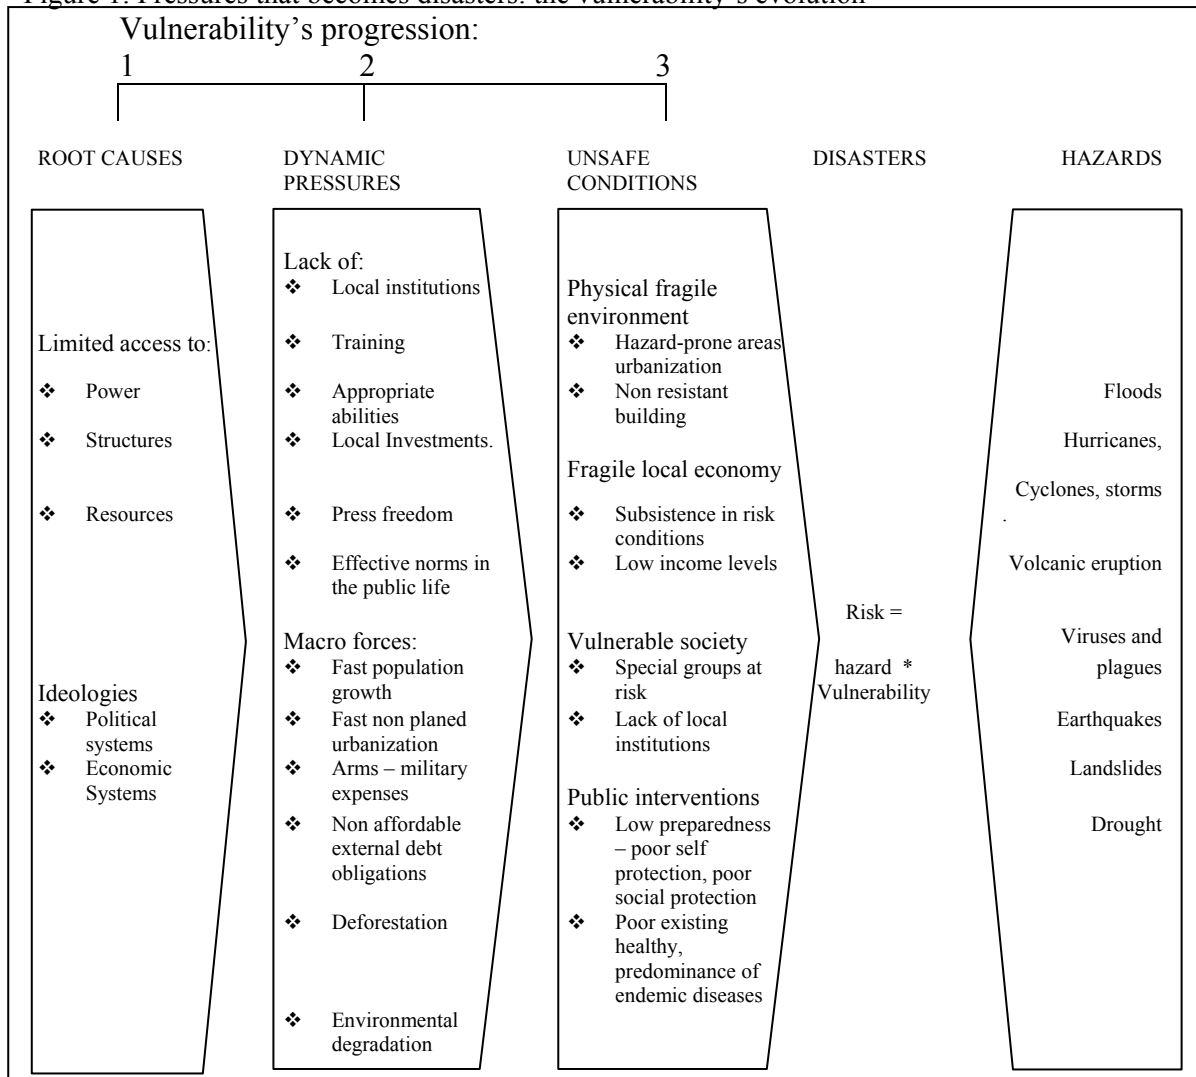 Figure 1: Pressures that becomes disasters: the vulnerability's evolution
Vulnerability's progression:
1 2 3
ROOT CAUSES
DYNAMIC
PRESSURES
UNSAFE
CONDITIONS
DISASTERS
HAZARDS
Limited access to:
❖ Power
❖ Structures
❖ Resources
Ideologies
❖ Political
systems
❖ Economic
Systems
Lack of:
❖ Local institutions
❖ Training
❖ Appropriate
abilities
❖ Local Investments.
❖ Press freedom
❖ Effective norms in
the public life
Macro forces:
❖ Fast population
growth
❖ Fast non planed
urbanization
❖ Arms – military
expenses
❖ Non affordable
external debt
obligations
❖ Deforestation
❖ Environmental
degradation
Physical fragile
environment
❖ Hazard-prone areas
urbanization
❖ Non resistant
building
Fragile local economy
❖ Subsistence in risk
conditions
❖ Low income levels
Vulnerable society
❖ Special groups at
risk
❖ Lack of local
institutions
Public interventions
❖ Low preparedness
– poor self
protection, poor
social protection
❖ Poor existing
healthy,
predominance of
endemic diseases
Risk =
hazard *
Vulnerability
Floods
Hurricanes,
Cyclones, storms
.
Volcanic eruption
Viruses and
plagues
Earthquakes
Landslides
Drought